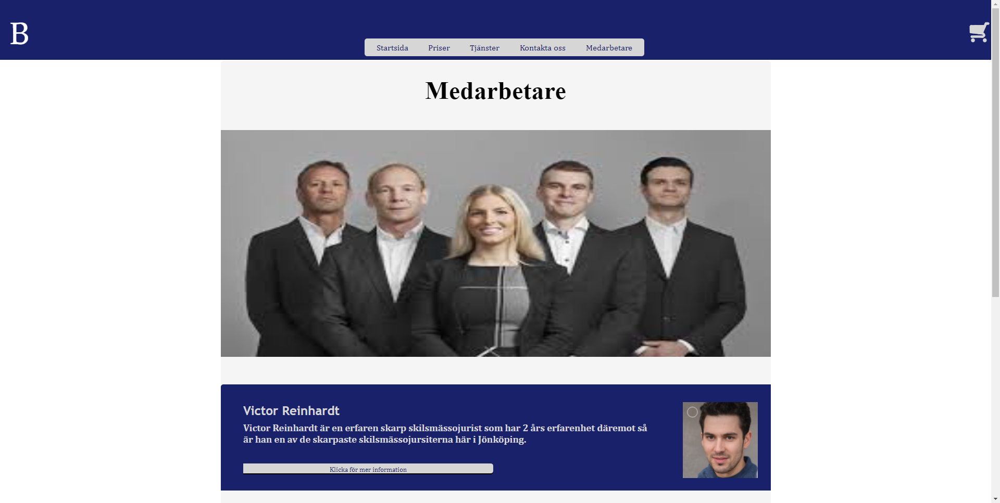 B
Startsida Priser Tjänster Kontakta oss Medarbetare
Medarbetare
Victor Reinhardt
Victor Reinhardt är en erfaren skarp skilsmässojurist som har 2 års erfarenhet däremot så
är han en av de skarpaste skilsmässojursiterna här i Jönköping.
Klicka för mer information